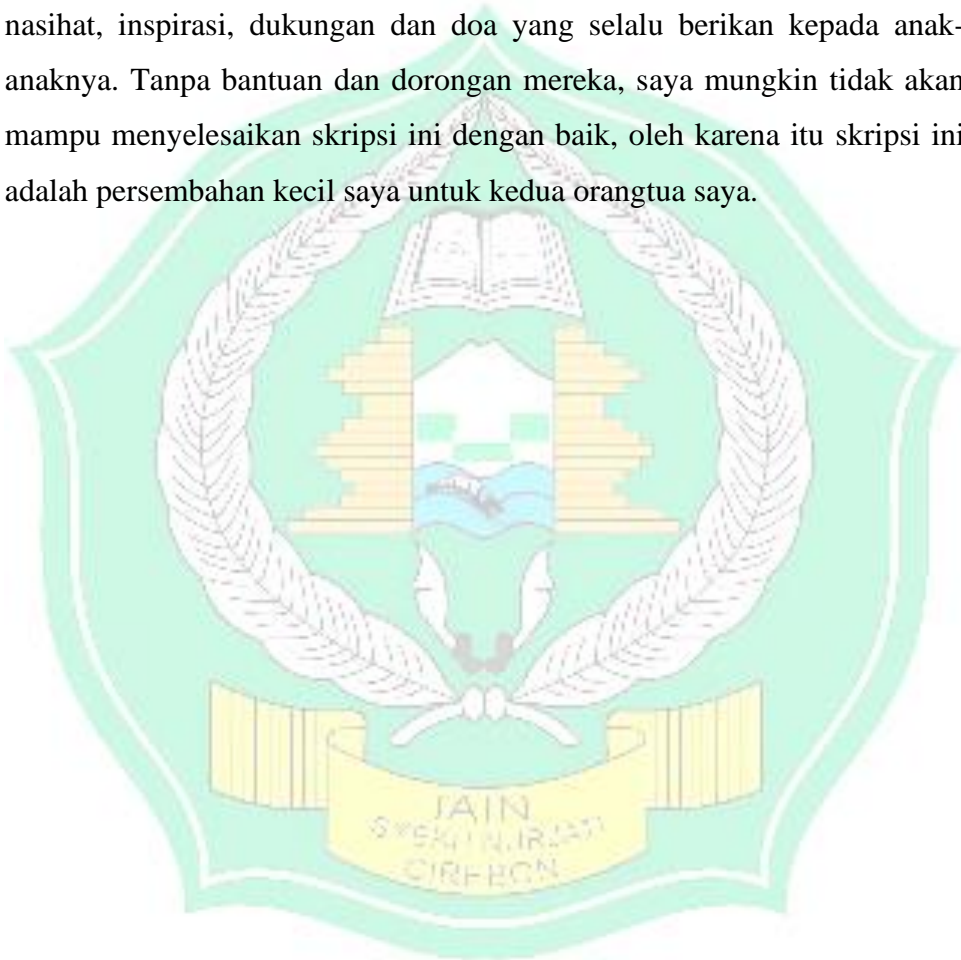 nasihat, inspirasi, dukungan dan doa yang selalu berikan kepada anak-
anaknya. Tanpa bantuan dan dorongan mereka, saya mungkin tidak akan
mampu menyelesaikan skripsi ini dengan baik, oleh karena itu skripsi ini
adalah persembahan kecil saya untuk kedua orangtua saya.
IAIN
SYEKH NURJATI
CIREBON